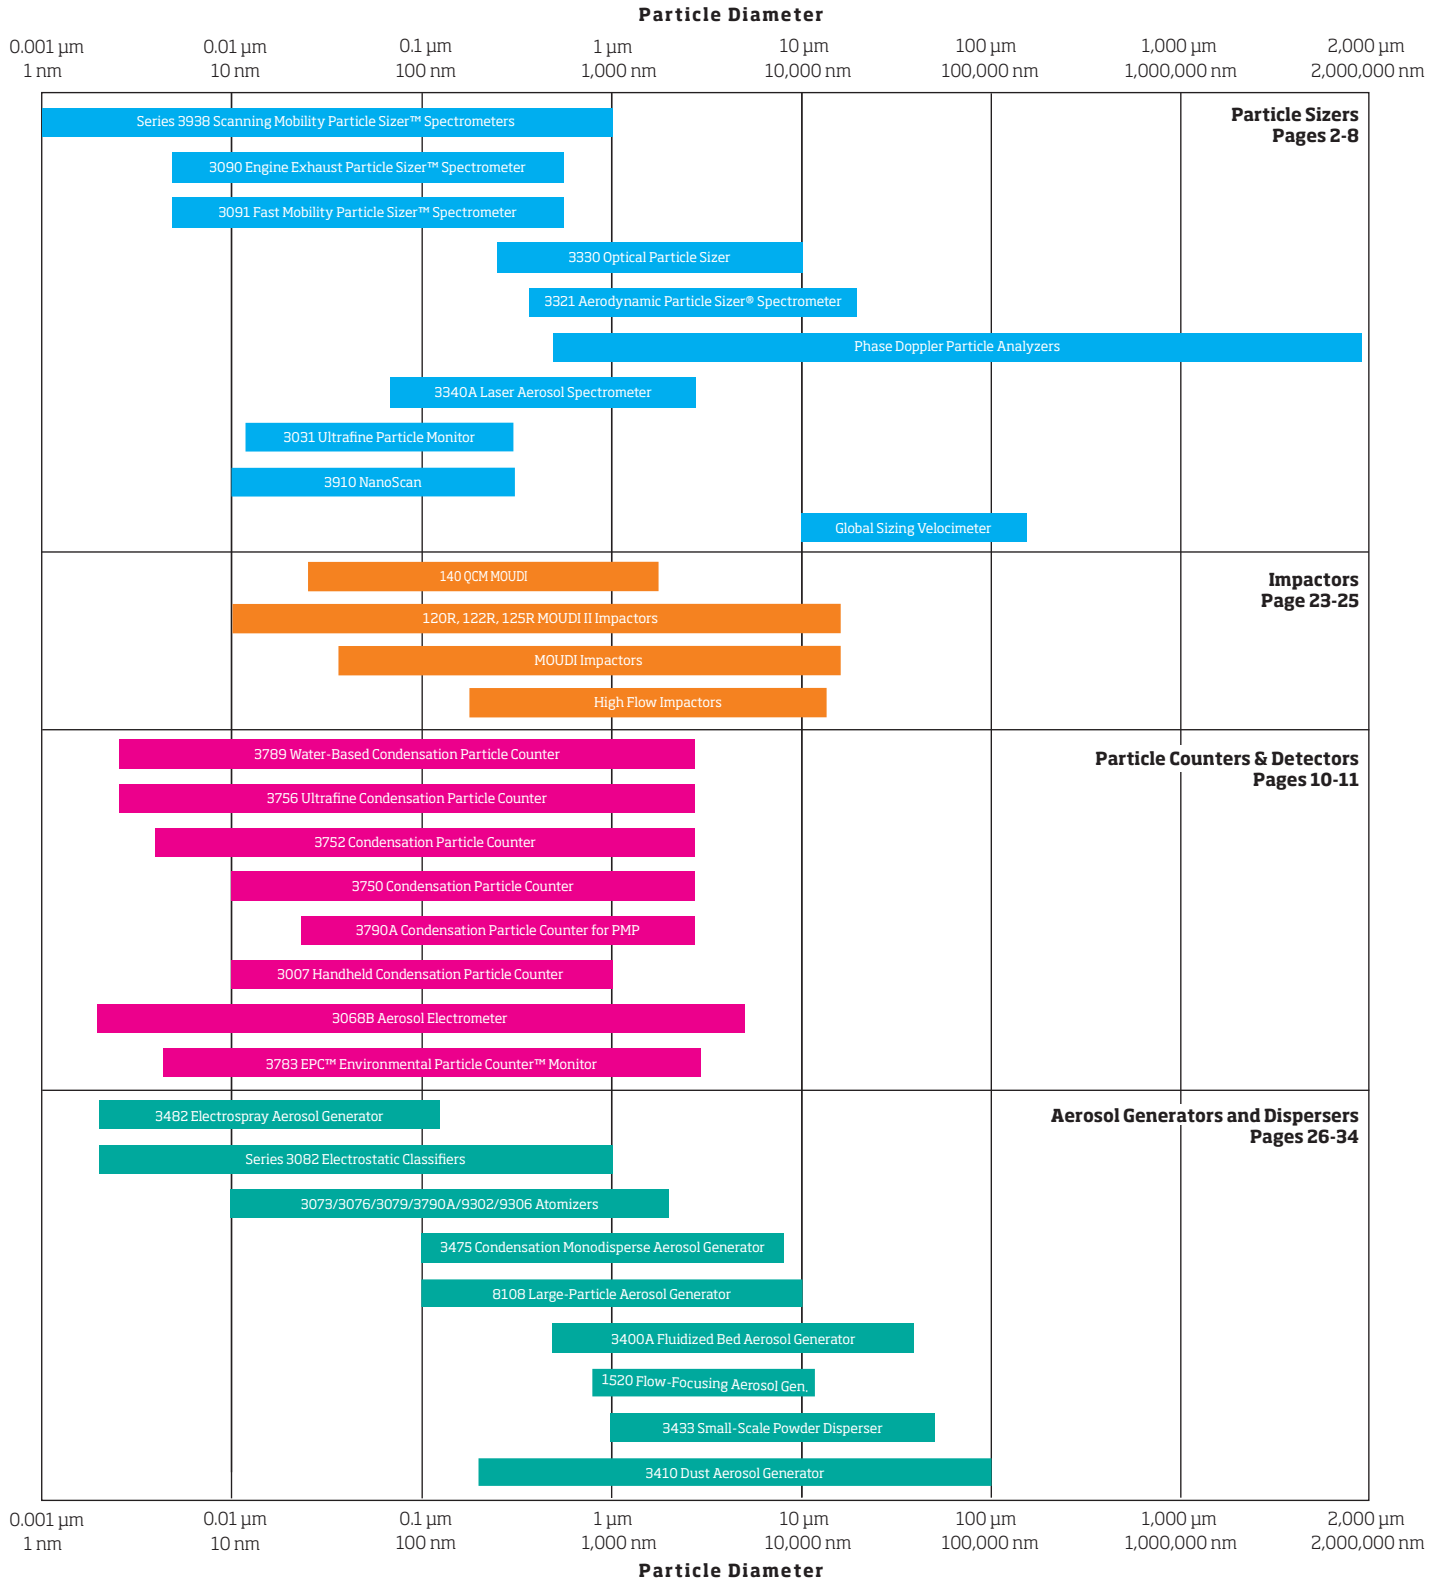 Particle Diameter
0.001 µm 0.01 µm 0.1 µm 1 µm 10 µm 100 µm 1,000 µm 2,000 µm
1 nm 10 nm 100 nm 1,000 nm 10,000 nm 100,000 nm 1,000,000 nm 2,000,000 nm
Particle Sizers
Pages 2-8
Series 3938 Scanning Mobility Particle Sizer™ Spectrometers
3090 Engine Exhaust Particle Sizer™ Spectrometer
3091 Fast Mobility Particle Sizer™ Spectrometer
3330 Optical Particle Sizer
3321 Aerodynamic Particle Sizer® Spectrometer
Phase Doppler Particle Analyzers
3340A Laser Aerosol Spectrometer
3031 Ultrafine Particle Monitor
3910 NanoScan
Global Sizing Velocimeter
Impactors
Page 23-25
140 QCM MOUDI
120R, 122R, 125R MOUDI II Impactors
MOUDI Impactors
High Flow Impactors
Particle Counters & Detectors
Pages 10-11
3789 Water-Based Condensation Particle Counter
3756 Ultrafine Condensation Particle Counter
3752 Condensation Particle Counter
3750 Condensation Particle Counter
3790A Condensation Particle Counter for PMP
3007 Handheld Condensation Particle Counter
3068B Aerosol Electrometer
3783 EPC™ Environmental Particle Counter™ Monitor
Aerosol Generators and Dispersers
Pages 26-34
3482 Electrospray Aerosol Generator
Series 3082 Electrostatic Classifiers
3073/3076/3079/3790A/9302/9306 Atomizers
3475 Condensation Monodisperse Aerosol Generator
8108 Large-Particle Aerosol Generator
3400A Fluidized Bed Aerosol Generator
1520 Flow-Focusing Aerosol Gen.
3433 Small-Scale Powder Disperser
3410 Dust Aerosol Generator
0.001 µm 0.01 µm 0.1 µm 1 µm 10 µm 100 µm 1,000 µm 2,000 µm
1 nm 10 nm 100 nm 1,000 nm 10,000 nm 100,000 nm 1,000,000 nm 2,000,000 nm
Particle Diameter